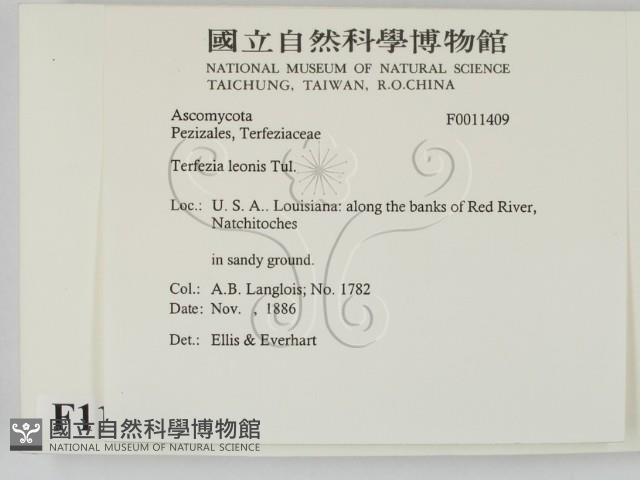 國立自然科學博物館
NATIONAL MUSEUM OF NATURAL SCIENCE
TAICHUNG, TAIWAN, R.O.CHINA
Ascomycota F0011409
Pezizales, Terfeziaceae
Terfezia leonis Tul.
Loc.: U. S. A.. Louisiana: along the banks of Red River,
Natchitoches
in sandy ground.
Col.: A.B. Langlois; No. 1782
Date: Nov. , 1886
Det.: Ellis & Everhart
F11
國立自然科學博物館
NATIONAL MUSEUM OF NATURAL SCIENCE